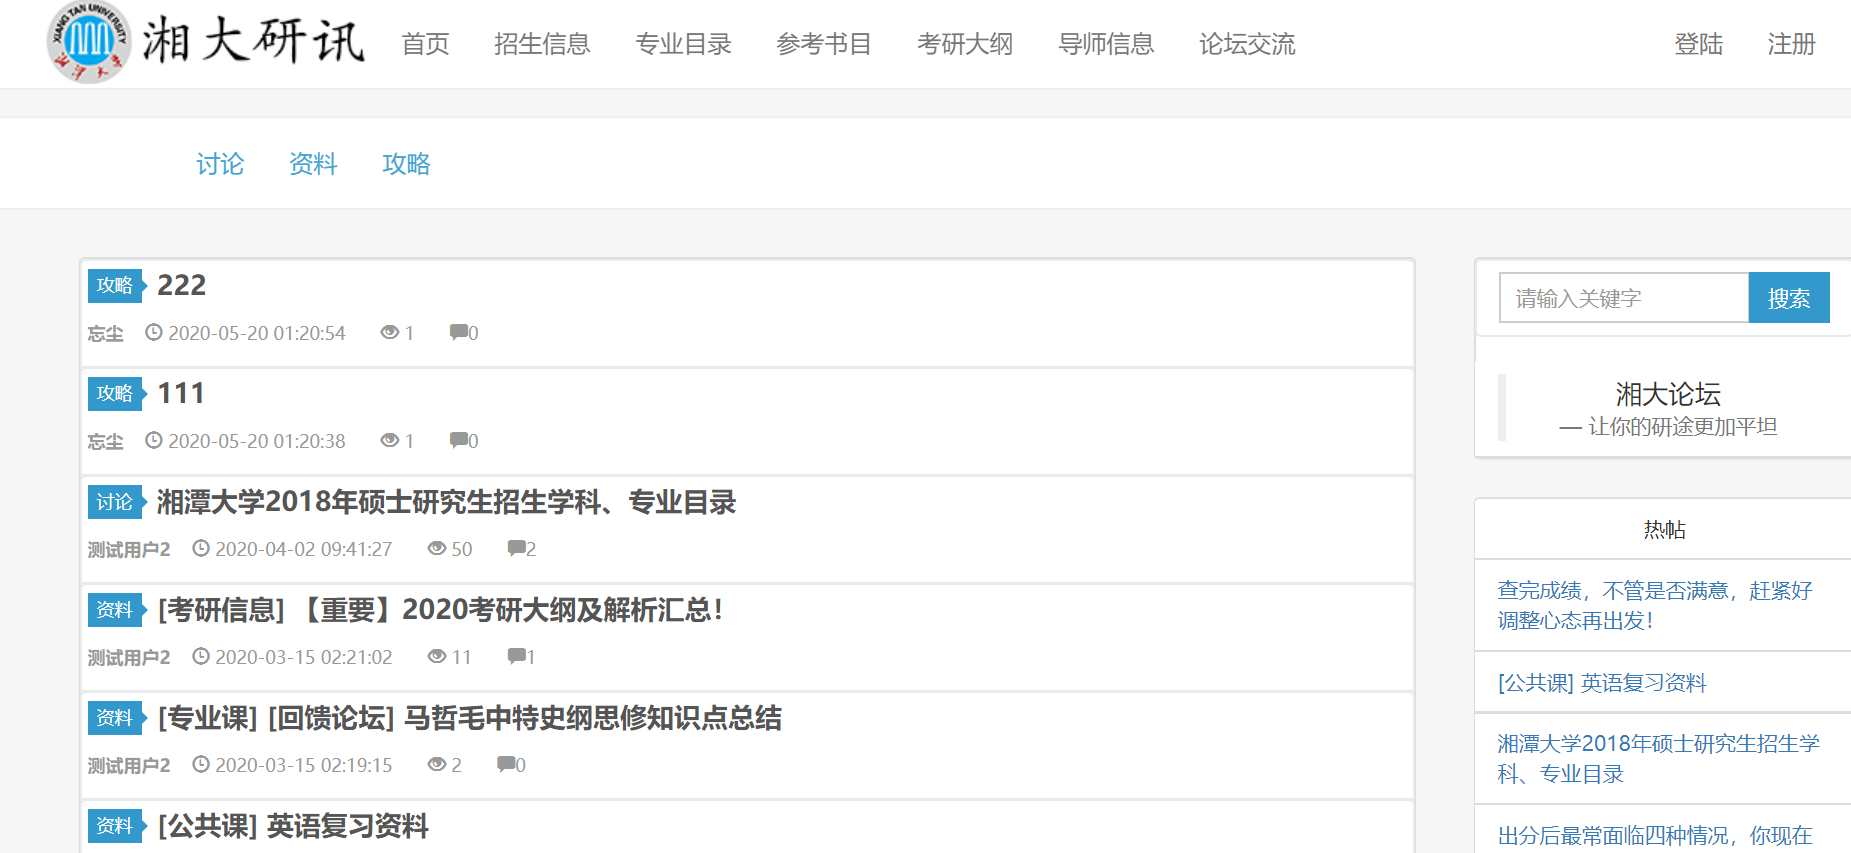 XIANG TAN UNIVERSITY
湘潭大学
湘大研讯
首页 招生信息 专业目录 参考书目 考研大纲 导师信息 论坛交流 登陆 注册
讨论 资料 攻略
攻略 222
忘尘 2020-05-20 01:20:54 1 0
攻略 111
忘尘 2020-05-20 01:20:38 1 0
讨论 湘潭大学2018年硕士研究生招生学科、专业目录
测试用户2 2020-04-02 09:41:27 50 2
资料 [考研信息] 【重要】2020考研大纲及解析汇总！
测试用户2 2020-03-15 02:21:02 11 1
资料 [专业课] [回馈论坛] 马哲毛中特史纲思修知识点总结
测试用户2 2020-03-15 02:19:15 2 0
资料 [公共课] 英语复习资料
请输入关键字 搜索
湘大论坛
— 让你的研途更加平坦
热帖
查完成绩，不管是否满意，赶紧好
调整心态再出发！
[公共课] 英语复习资料
湘潭大学2018年硕士研究生招生学
科、专业目录
出分后最常面临四种情况，你现在